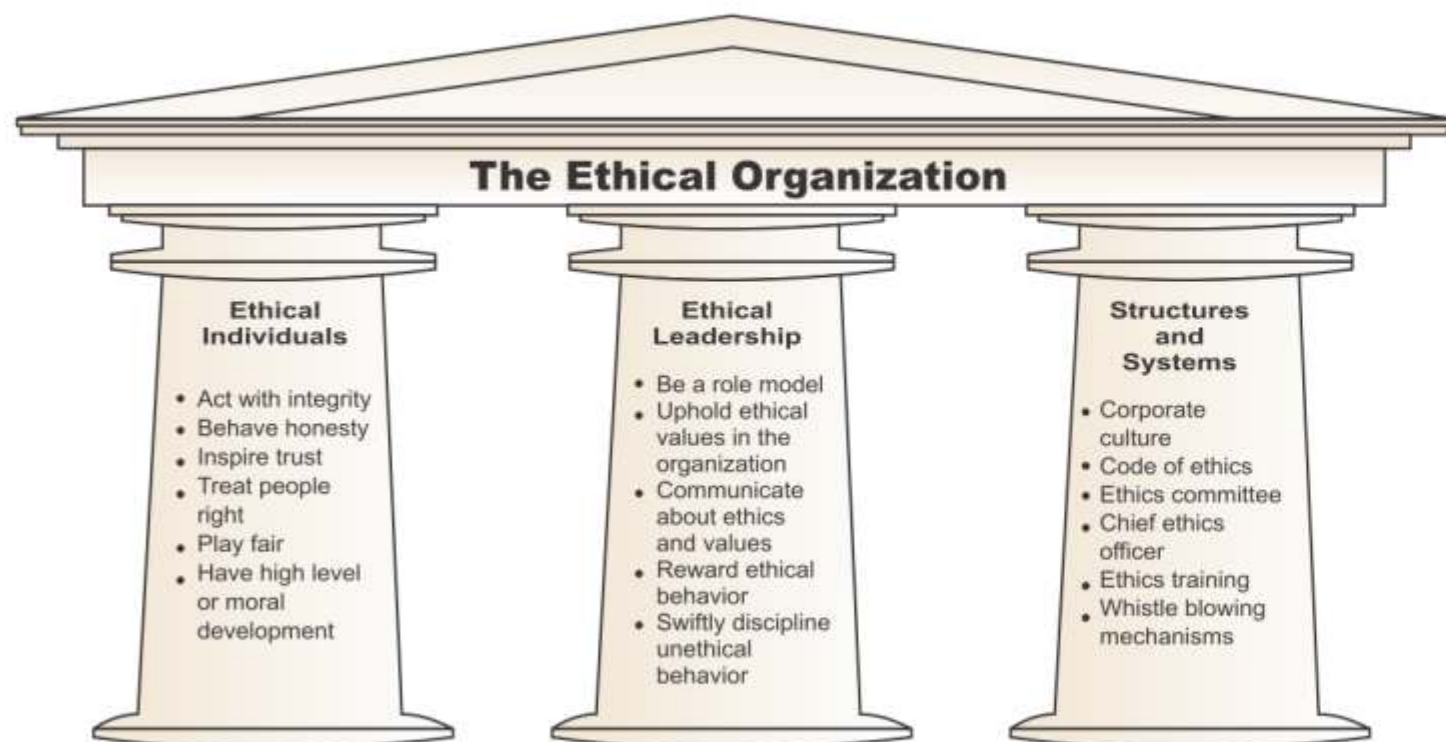 The Ethical Organization
Ethical
Individuals
• Act with integrity
• Behave honesty
• Inspire trust
• Treat people
right
• Play fair
• Have high level
or moral
development
Ethical
Leadership
• Be a role model
• Uphold ethical
values in the
organization
• Communicate
about ethics
and values
• Reward ethical
behavior
• Swiftly discipline
unethical
behavior
Structures
and
Systems
• Corporate
culture
• Code of ethics
• Ethics committee
• Chief ethics
officer
• Ethics training
• Whistle blowing
mechanisms